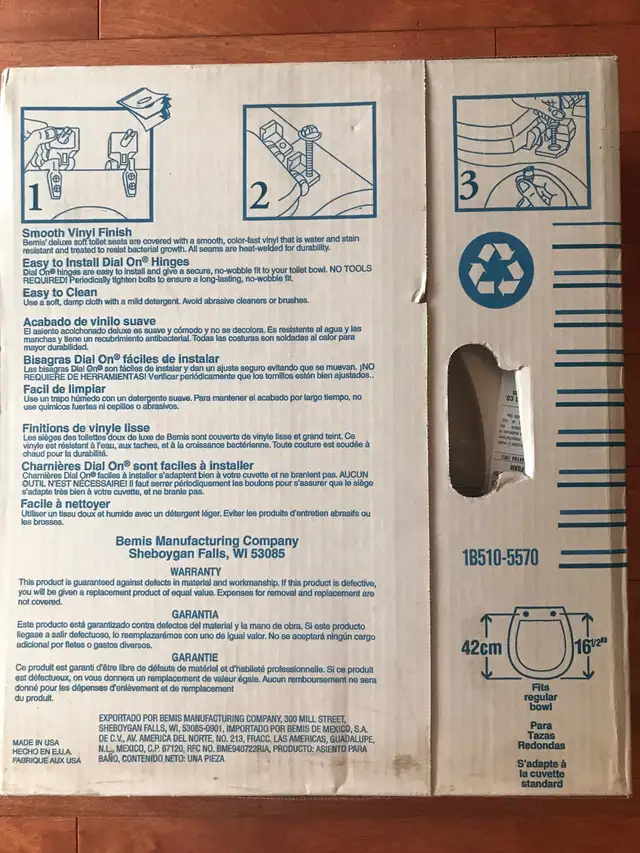 1
2
3
Smooth Vinyl Finish
Bemis' deluxe soft toilet seats are covered with a smooth, color-fast vinyl that is water and stain
resistant and treated to resist bacterial growth. All seams are heat-welded for durability.
Easy to Install Dial On® Hinges
Dial On® hinges are easy to install and give a secure, no-wobble fit to your toilet bowl. NO TOOLS
REQUIRED! Periodically tighten bolts to ensure a long-lasting, no-wobble fit.
Easy to Clean
Use a soft, damp cloth with a mild detergent. Avoid abrasive cleaners or brushes.
Acabado de vinilo suave
El asiento acolchonado deluxe es suave y cómodo y no se decolora. Es resistente al agua y las
manchas y tiene un recubrimiento antibacterial. Todas las costuras son soldadas al calor para
mayor durabilidad.
Bisagras Dial On® fáciles de instalar
Las bisagras Dial On® son faciles de instalar y dan un ajuste seguro evitando que se muevan. ¡NO
REQUIERE DE HERRAMIENTAS! Verificar periódicamente que los tornillos estén bien ajustados..
Facil de limpiar
Use un trapo húmedo con un detergente suave. Para mantener el acabado por largo tiempo, no
use químicos fuertes ni cepillos o abrasivos.
Finitions de vinyle lisse
Les sièges des toilettes doux de luxe de Bemis sont couverts de vinyle lisse et grand teint. Ce
vinyle est résistent à l'eau, aux taches, et à la croissance bactérienne. Toute couture est soudée à
chaud pour la durabilité.
Charnières Dial On® sont faciles à installer
Charnières Dial On® faciles à installer s'adaptent bien à votre cuvette et ne branlent pas. AUCUN
OUTIL N'EST NÉCESSAIRE! Il faut serrer périodiquement les boulons pour s'assurer que le siège
s'adapte très bien à votre cuvette, et ne branle pas.
Facile à nettoyer
Utiliser un tissu doux et humide avec un détergent léger. Eviter les produits d'entretien abrasifs ou
les brosses.
Bemis Manufacturing Company
Sheboygan Falls, WI 53085
WARRANTY
This product is guaranteed against defects in material and workmanship. If this product is defective,
you will be given a replacement product of equal value. Expenses for removal and replacement are
not covered.
GARANTIA
Este producto está garantizado contra defectos del material y la mano de obra. Si este producto
llegase a salir defectuoso, lo reemplazarémos con uno de igual valor. No se aceptará ningún cargo
adicional por fletes o gastos diversos.
GARANTIE
Ce produit est garanti d'être libre de défauts de matériel et d'habileté professionnelle. Si ce produit
est défectueux, on vous donnera un remplacement de valeur égale. Aucun remboursement ne sera
donné pour les dépenses d'enlèvement et de remplacement
du produit.
MADE IN USA
HECHO EN E.U.A.
FABRIQUE AUX USA
EXPORTADO POR BEMIS MANUFACTURING COMPANY, 300 MILL STREET,
SHEBOYGAN FALLS, WI, 53085-0901, IMPORTADO POR BEMIS DE MEXICO, S.A.
DE C.V., AV. AMERICA DEL NORTE, NO. 213, FRACC. LAS AMERICAS, GUADALUPE,
N.L., MEXICO, C.P. 67120, RFC NO. BME940722RIA, PRODUCTO: ASIENTO PARA
BAÑO, CONTENIDO NETO: UNA PIEZA
1B510-5570
42cm
16 1/2"
Fits
regular
bowl
Para
Tazas
Redondas
S'adapte à
la cuvette
standard